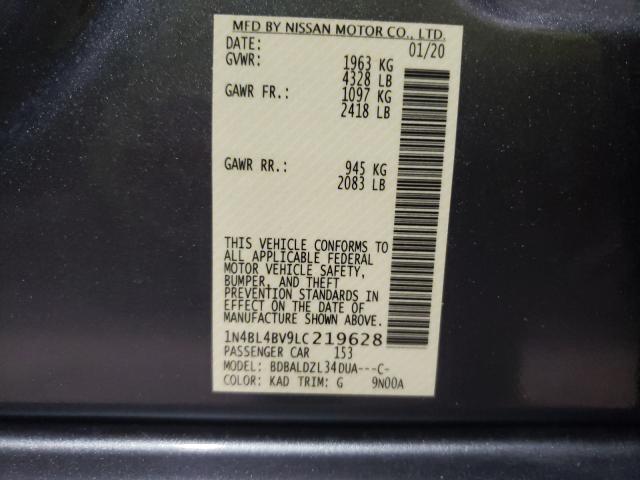 MFD BY NISSAN MOTOR CO., LTD.
DATE: 01/20
GVWR: 1963 KG
4328 LB
GAWR FR.: 1097 KG
2418 LB
GAWR RR.: 945 KG
2083 LB
THIS VEHICLE CONFORMS TO
ALL APPLICABLE FEDERAL
MOTOR VEHICLE SAFETY,
BUMPER, AND THEFT
PREVENTION STANDARDS IN
EFFECT ON THE DATE OF
MANUFACTURE SHOWN ABOVE.
1N4BL4BV9LC219628
PASSENGER CAR 153
MODEL: BDBALDZL34DUA---C-
COLOR: KAD TRIM: G 9N00A